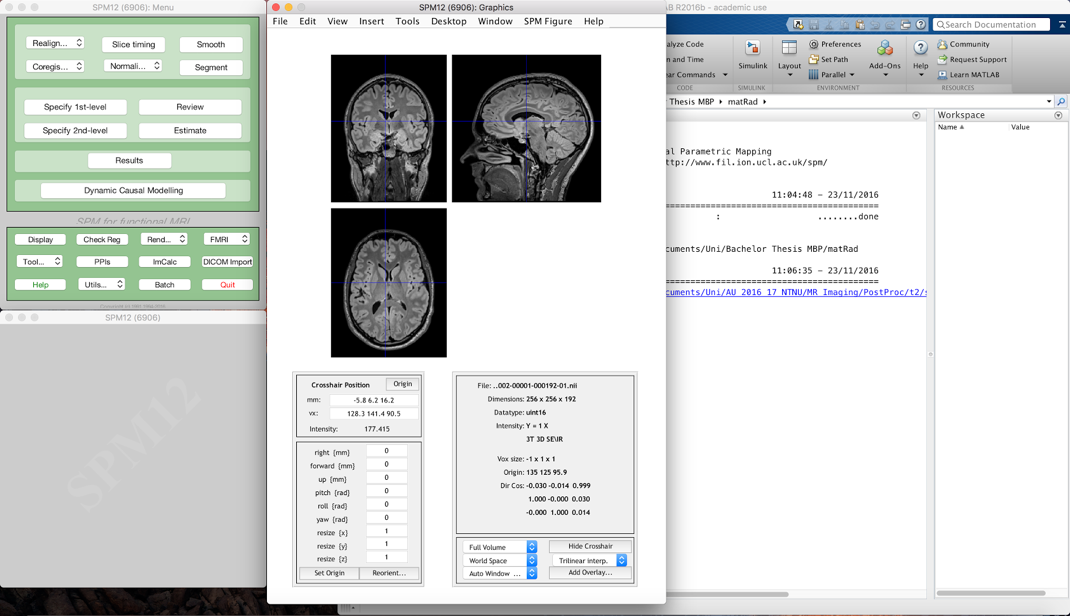 SPM12 (6906): Menu
Realign...
Slice timing
Smooth
Coregis...
Normali...
Segment
Specify 1st-level
Review
Specify 2nd-level
Estimate
Results
Dynamic Causal Modelling
SPM for functional MRI
Display
Check Reg
Rend...
FMRI
Tool...
PPIs
ImCalc
DICOM Import
Help
Utils...
Batch
Quit
SPM12 (6906)
SPM12
SPM12 (6906): Graphics
File Edit View Insert Tools Desktop Window SPM Figure Help
Crosshair Position
Origin
mm: -5.8 6.2 16.2
vx: 128.3 141.4 90.5
Intensity: 177.415
right {mm} 0
forward {mm} 0
up {mm} 0
pitch {rad} 0
roll {rad} 0
yaw {rad} 0
resize {x} 1
resize {y} 1
resize {z} 1
Set Origin
Reorient...
File: ..002-00001-000192-01.nii
Dimensions: 256 x 256 x 192
Datatype: uint16
Intensity: Y = 1 X
3T 3D SE\IR
Vox size: -1 x 1 x 1
Origin: 135 125 95.9
Dir Cos: -0.030 -0.014 0.999
1.000 -0.000 0.030
-0.000 1.000 0.014
Full Volume
Hide Crosshair
World Space
Trilinear interp.
Auto Window ...
Add Overlay...
AB R2016b - academic use
Search Documentation
alyze Code
n and Time
ear Commands
CODE
Simulink
SIMULINK
Layout
Preferences
Set Path
Parallel
ENVIRONMENT
Add-Ons
Help
Community
Request Support
Learn MATLAB
RESOURCES
Thesis MBP
matRad
Workspace
Name
Value
al Parametric Mapping
ttp://www.fil.ion.ucl.ac.uk/spm/
11:04:48 - 23/11/2016
========================================
: ........done
cuments/Uni/Bachelor Thesis MBP/matRad
11:06:35 - 23/11/2016
========================================
cuments/Uni/AU_2016_17_NTNU/MR_Imaging/PostProc/t2/s